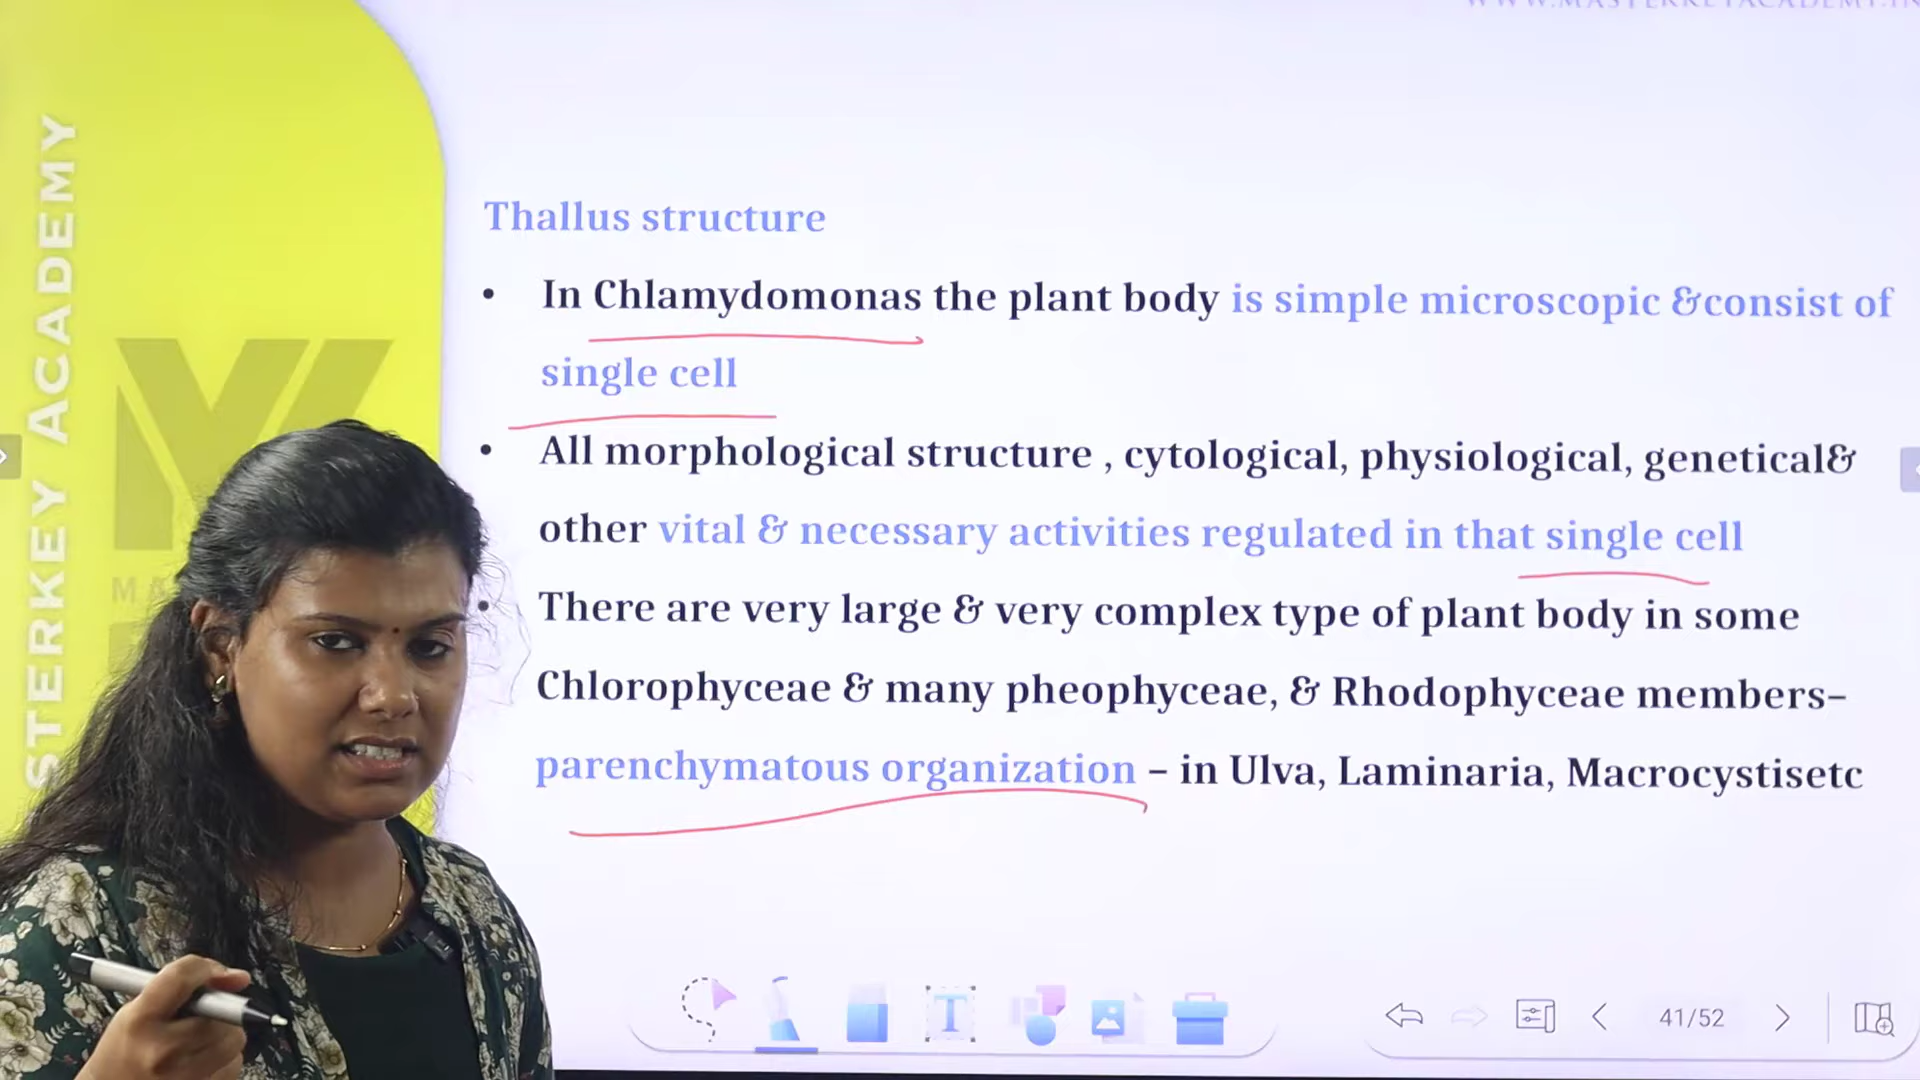 STERKEY ACADEMY
Thallus structure
• In Chlamydomonas the plant body is simple microscopic &consist of
single cell
• All morphological structure , cytological, physiological, genetical&
other vital & necessary activities regulated in that single cell
• There are very large & very complex type of plant body in some
Chlorophyceae & many pheophyceae, & Rhodophyceae members–
parenchymatous organization – in Ulva, Laminaria, Macrocystisetc
T
41/52